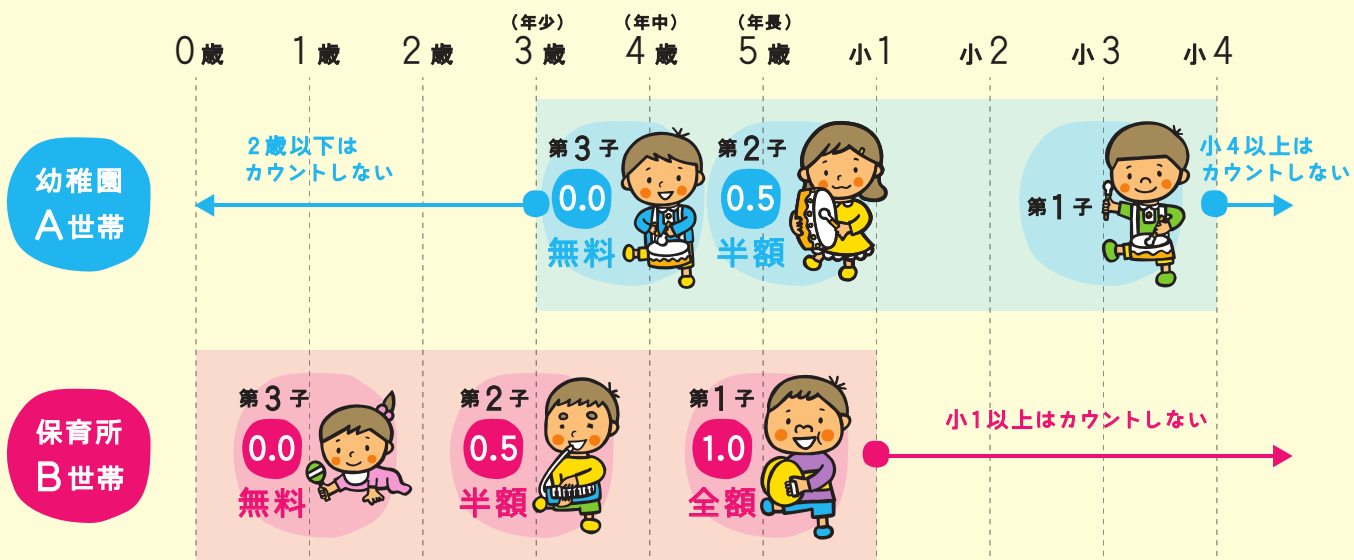 （年少）
（年中）
（年長）
0歳
1歳
2歳
3歳
4歳
5歳
小1
小2
小3
小4
幼稚園
A世帯
2歳以下は
カウントしない
第3子
0.0
無料
第2子
0.5
半額
第1子
小4以上は
カウントしない
保育所
B世帯
第3子
0.0
無料
第2子
0.5
半額
第1子
1.0
全額
小1以上はカウントしない